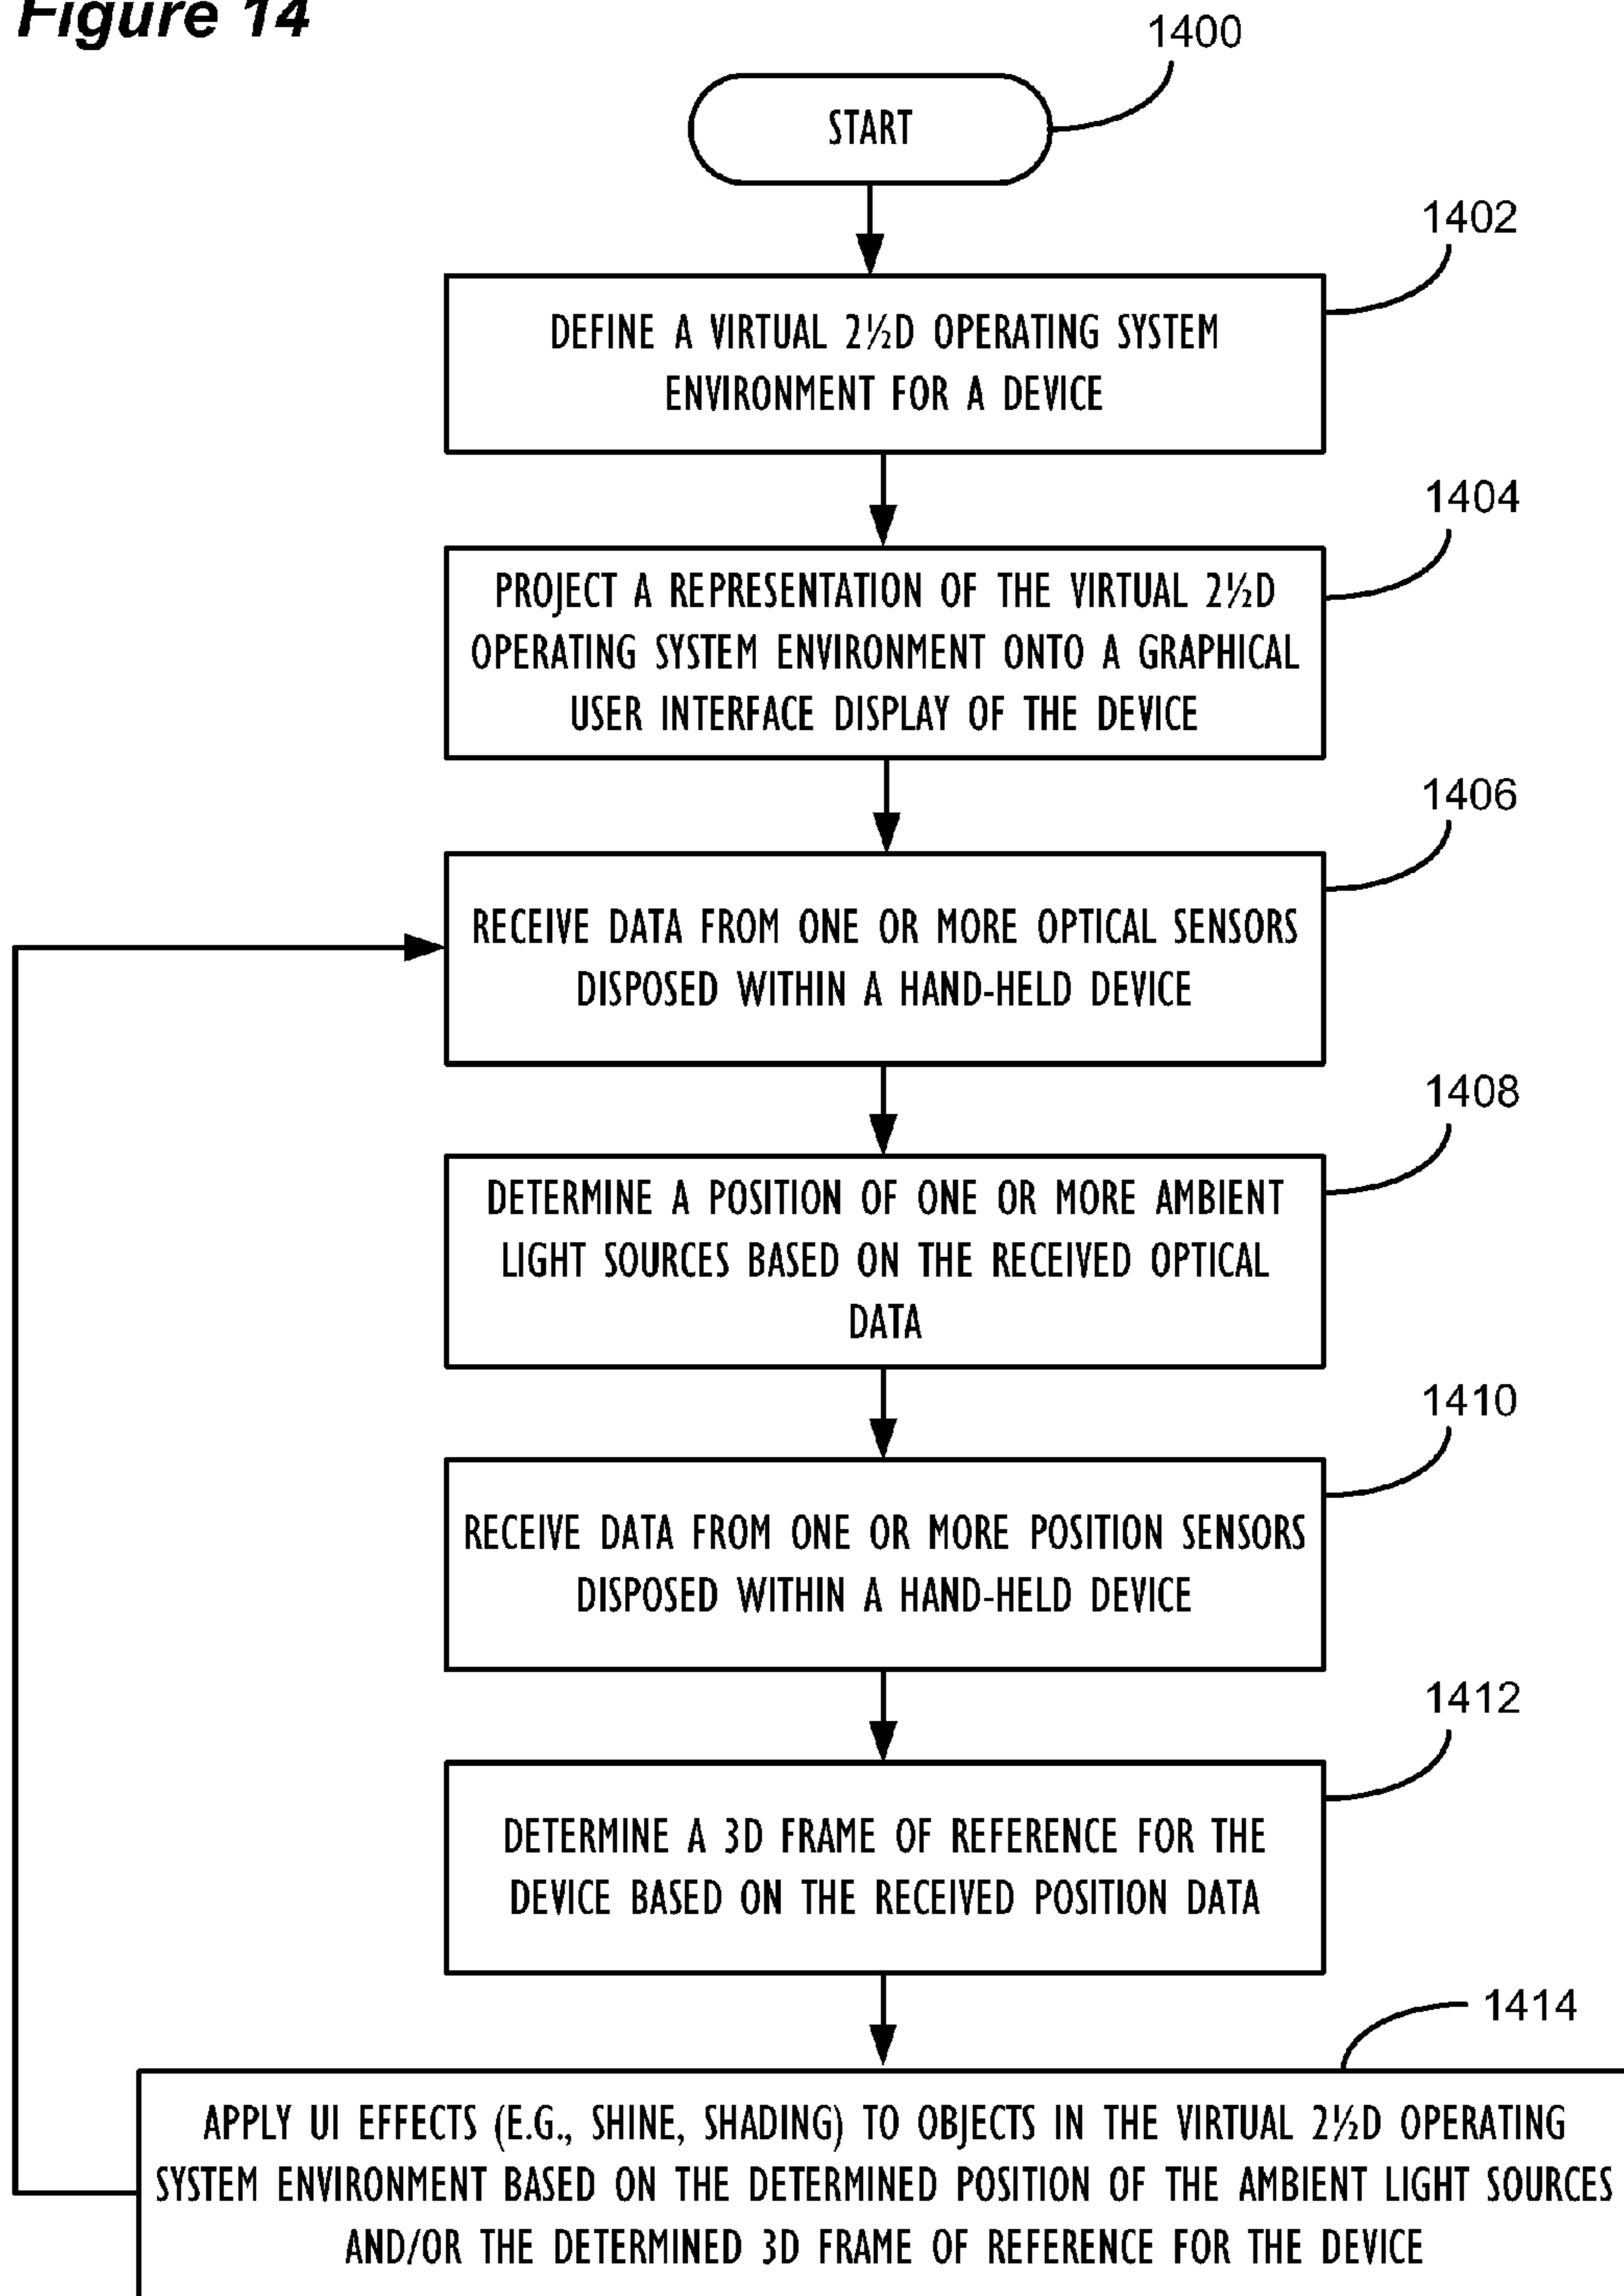 Figure 14
1400
START
1402
DEFINE A VIRTUAL 2½D OPERATING SYSTEM
ENVIRONMENT FOR A DEVICE
1404
PROJECT A REPRESENTATION OF THE VIRTUAL 2½D
OPERATING SYSTEM ENVIRONMENT ONTO A GRAPHICAL
USER INTERFACE DISPLAY OF THE DEVICE
1406
RECEIVE DATA FROM ONE OR MORE OPTICAL SENSORS
DISPOSED WITHIN A HAND-HELD DEVICE
1408
DETERMINE A POSITION OF ONE OR MORE AMBIENT
LIGHT SOURCES BASED ON THE RECEIVED OPTICAL
DATA
1410
RECEIVE DATA FROM ONE OR MORE POSITION SENSORS
DISPOSED WITHIN A HAND-HELD DEVICE
1412
DETERMINE A 3D FRAME OF REFERENCE FOR THE
DEVICE BASED ON THE RECEIVED POSITION DATA
1414
APPLY UI EFFECTS (E.G., SHINE, SHADING) TO OBJECTS IN THE VIRTUAL 2½D OPERATING
SYSTEM ENVIRONMENT BASED ON THE DETERMINED POSITION OF THE AMBIENT LIGHT SOURCES
AND/OR THE DETERMINED 3D FRAME OF REFERENCE FOR THE DEVICE